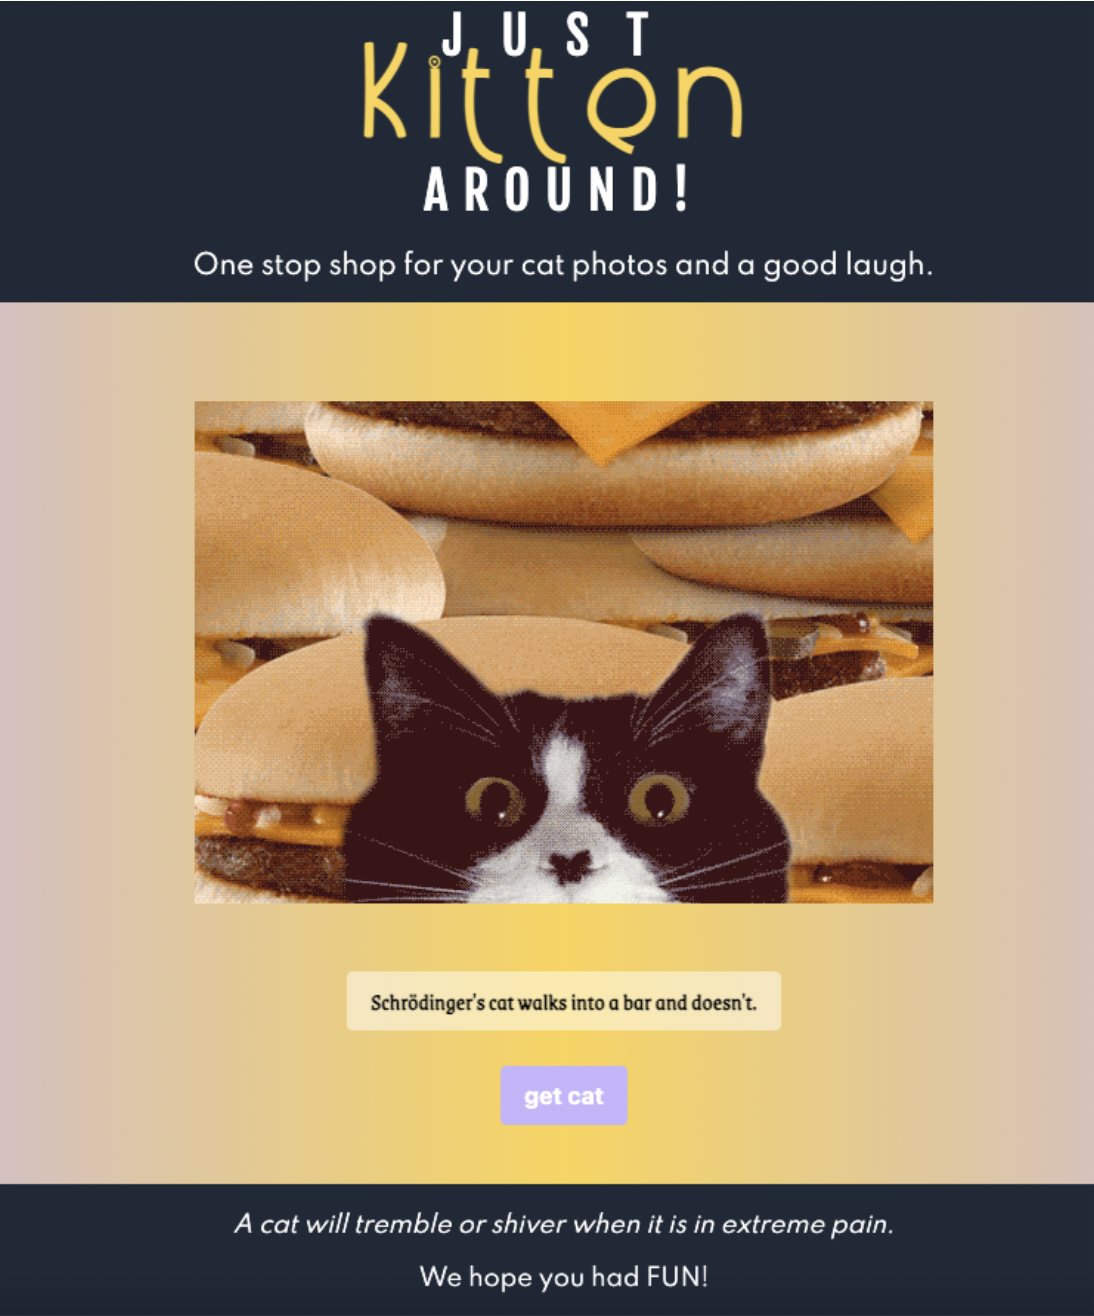 JUST
Kitten
AROUND!
One stop shop for your cat photos and a good laugh.
Schrödinger's cat walks into a bar and doesn't.
get cat
A cat will tremble or shiver when it is in extreme pain.
We hope you had FUN!